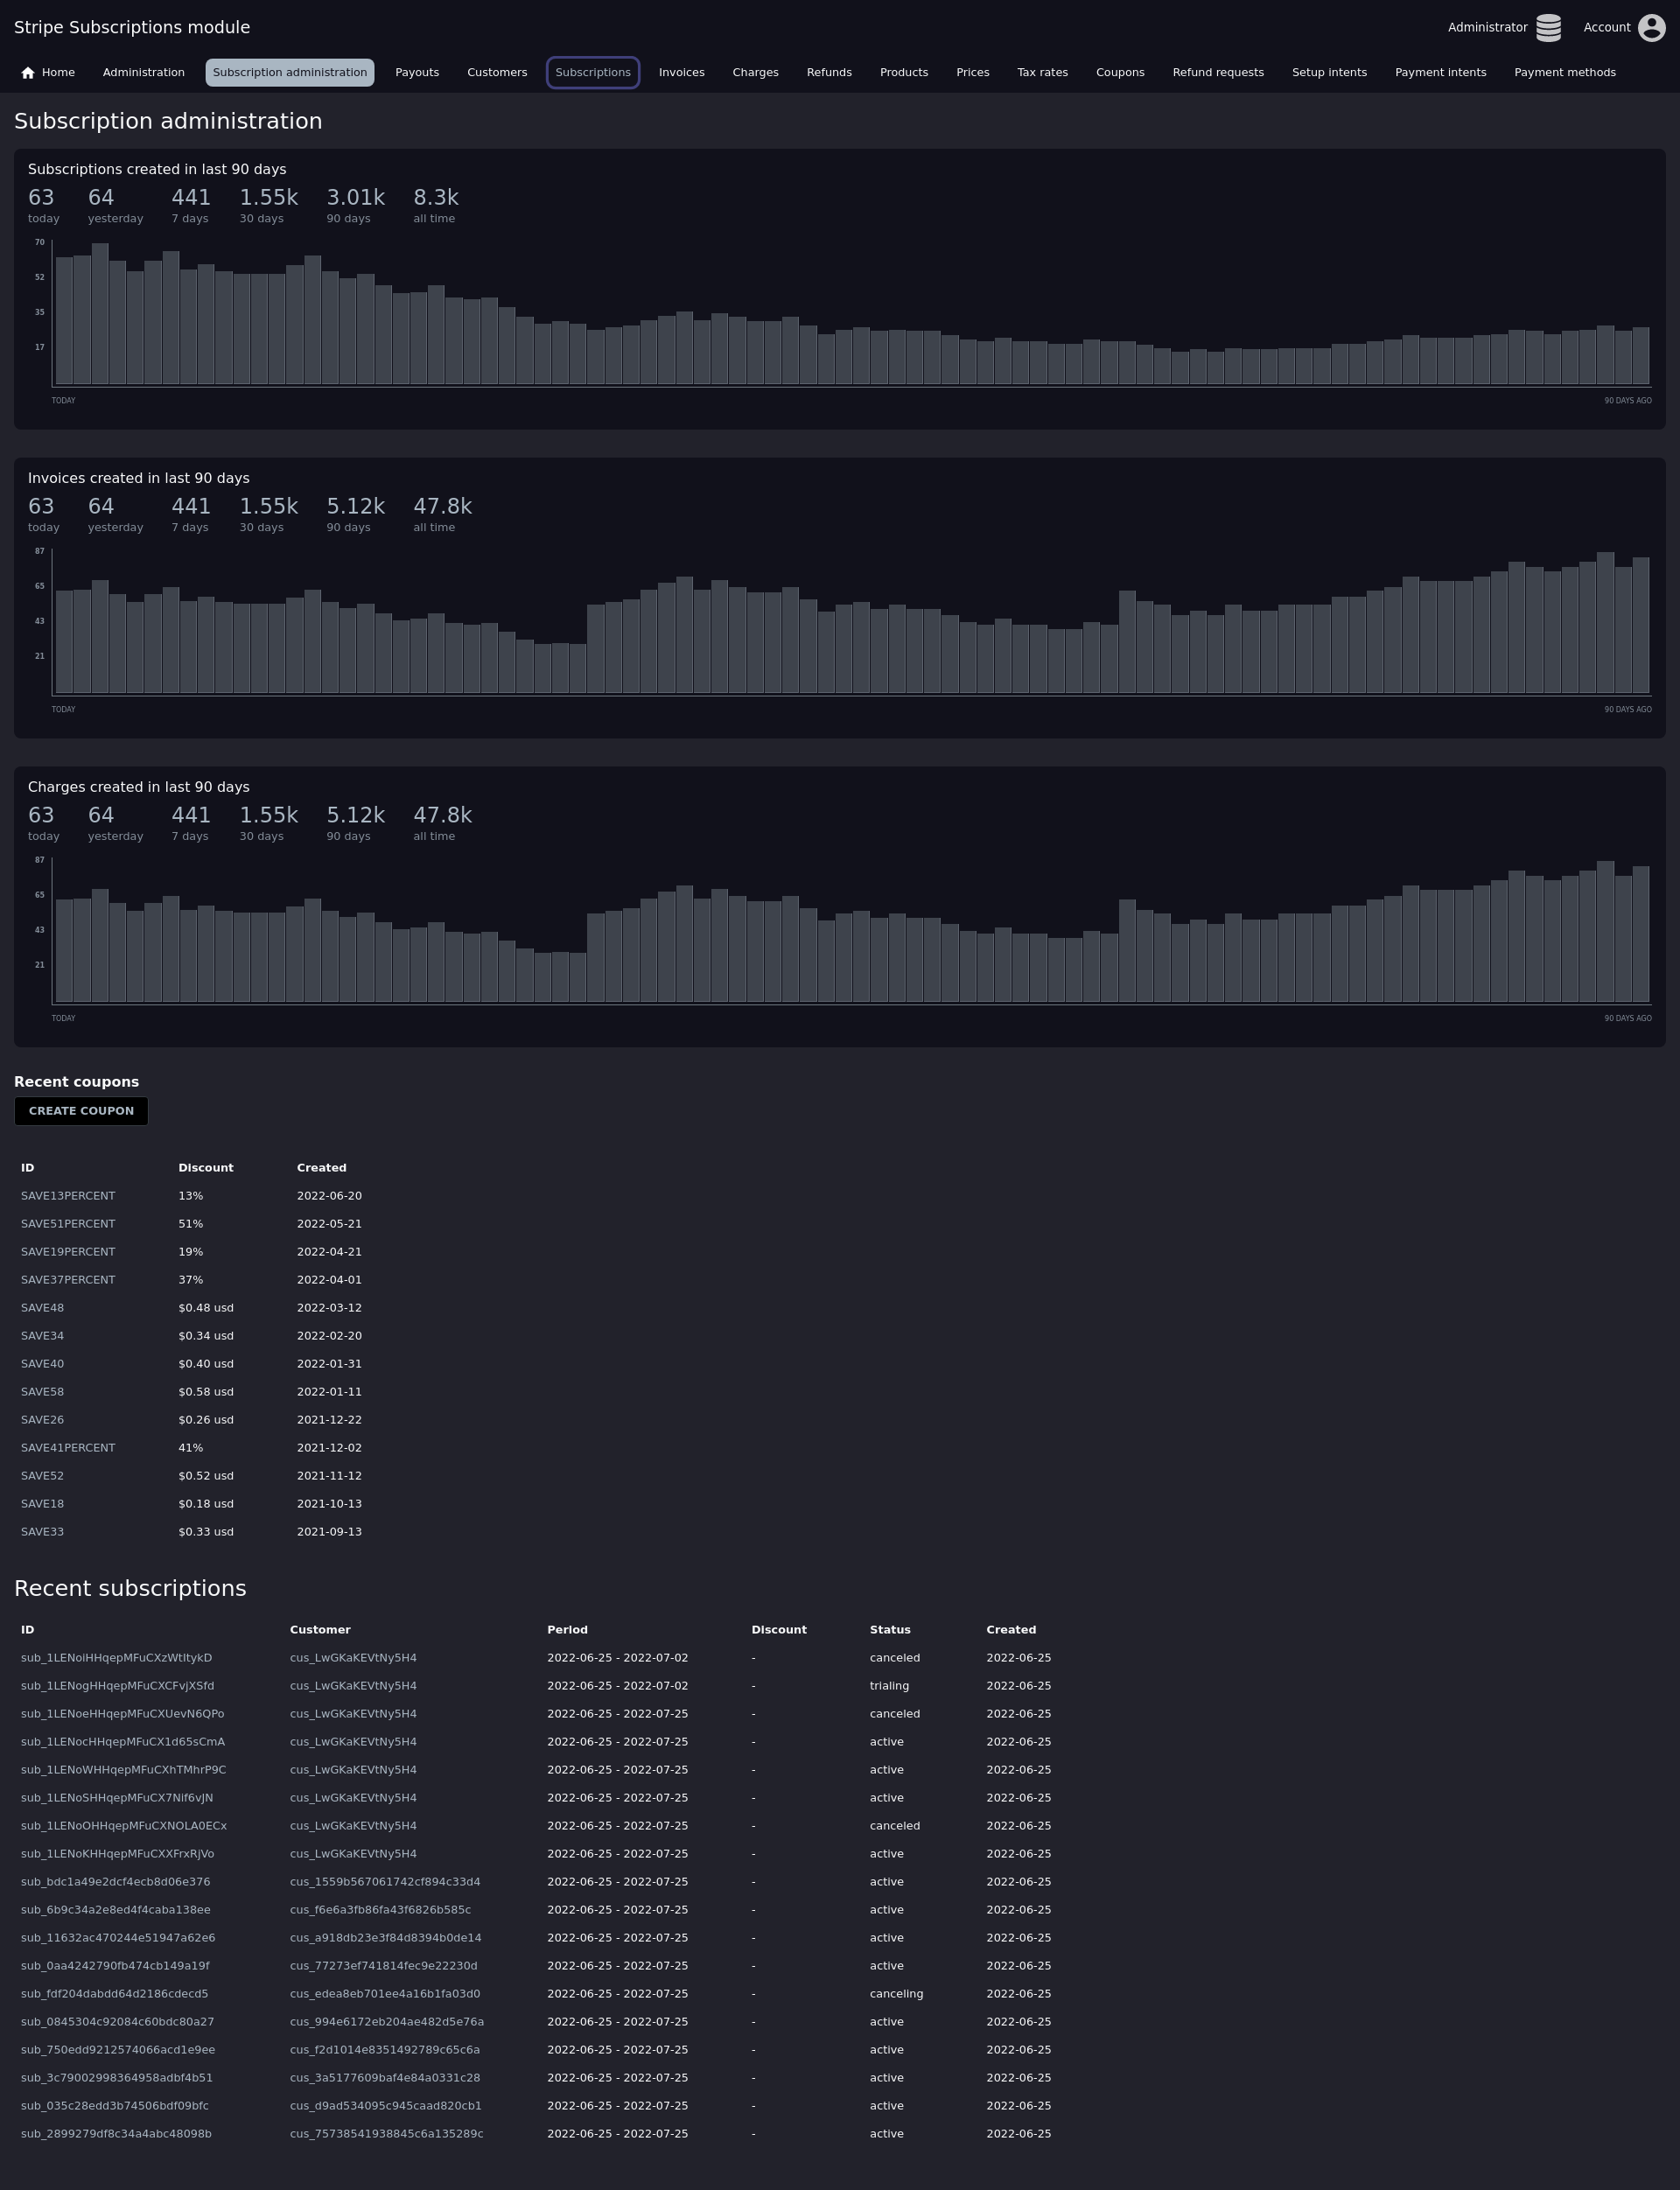 Stripe Subscriptions module
Administrator Account
Home Administration Subscription administration Payouts Customers Subscriptions Invoices Charges Refunds Products Prices Tax rates Coupons Refund requests Setup intents Payment intents Payment methods
Subscription administration
Subscriptions created in last 90 days
63 64 441 1.55k 3.01k 8.3k
today yesterday 7 days 30 days 90 days all time
70
52
35
17
TODAY 90 DAYS AGO
Invoices created in last 90 days
63 64 441 1.55k 5.12k 47.8k
today yesterday 7 days 30 days 90 days all time
87
65
43
21
TODAY 90 DAYS AGO
Charges created in last 90 days
63 64 441 1.55k 5.12k 47.8k
today yesterday 7 days 30 days 90 days all time
87
65
43
21
TODAY 90 DAYS AGO
Recent coupons
CREATE COUPON
ID Discount Created
SAVE13PERCENT 13% 2022-06-20
SAVE51PERCENT 51% 2022-05-21
SAVE19PERCENT 19% 2022-04-21
SAVE37PERCENT 37% 2022-04-01
SAVE48 $0.48 usd 2022-03-12
SAVE34 $0.34 usd 2022-02-20
SAVE40 $0.40 usd 2022-01-31
SAVE58 $0.58 usd 2022-01-11
SAVE26 $0.26 usd 2021-12-22
SAVE41PERCENT 41% 2021-12-02
SAVE52 $0.52 usd 2021-11-12
SAVE18 $0.18 usd 2021-10-13
SAVE33 $0.33 usd 2021-09-13
Recent subscriptions
ID Customer Period Discount Status Created
sub_1LENoiHHqepMFuCXzWtItykD cus_LwGKaKEVtNy5H4 2022-06-25 - 2022-07-02 - canceled 2022-06-25
sub_1LENogHHqepMFuCXCFvjXSfd cus_LwGKaKEVtNy5H4 2022-06-25 - 2022-07-02 - trialing 2022-06-25
sub_1LENoeHHqepMFuCXUevN6QPo cus_LwGKaKEVtNy5H4 2022-06-25 - 2022-07-25 - canceled 2022-06-25
sub_1LENocHHqepMFuCX1d65sCmA cus_LwGKaKEVtNy5H4 2022-06-25 - 2022-07-25 - active 2022-06-25
sub_1LENoWHHqepMFuCXhTMhrP9C cus_LwGKaKEVtNy5H4 2022-06-25 - 2022-07-25 - active 2022-06-25
sub_1LENoSHHqepMFuCX7Nif6vJN cus_LwGKaKEVtNy5H4 2022-06-25 - 2022-07-25 - active 2022-06-25
sub_1LENoOHHqepMFuCXNOLA0ECx cus_LwGKaKEVtNy5H4 2022-06-25 - 2022-07-25 - canceled 2022-06-25
sub_1LENoKHHqepMFuCXXFrxRjVo cus_LwGKaKEVtNy5H4 2022-06-25 - 2022-07-25 - active 2022-06-25
sub_bdc1a49e2dcf4ecb8d06e376 cus_1559b567061742cf894c33d4 2022-06-25 - 2022-07-25 - active 2022-06-25
sub_6b9c34a2e8ed4f4caba138ee cus_f6e6a3fb86fa43f6826b585c 2022-06-25 - 2022-07-25 - active 2022-06-25
sub_11632ac470244e51947a62e6 cus_a918db23e3f84d8394b0de14 2022-06-25 - 2022-07-25 - active 2022-06-25
sub_0aa4242790fb474cb149a19f cus_77273ef741814fec9e22230d 2022-06-25 - 2022-07-25 - active 2022-06-25
sub_fdf204dabdd64d2186cdecd5 cus_edea8eb701ee4a16b1fa03d0 2022-06-25 - 2022-07-25 - canceling 2022-06-25
sub_0845304c92084c60bdc80a27 cus_994e6172eb204ae482d5e76a 2022-06-25 - 2022-07-25 - active 2022-06-25
sub_750edd9212574066acd1e9ee cus_f2d1014e8351492789c65c6a 2022-06-25 - 2022-07-25 - active 2022-06-25
sub_3c79002998364958adbf4b51 cus_3a5177609baf4e84a0331c28 2022-06-25 - 2022-07-25 - active 2022-06-25
sub_035c28edd3b74506bdf09bfc cus_d9ad534095c945caad820cb1 2022-06-25 - 2022-07-25 - active 2022-06-25
sub_2899279df8c34a4abc48098b cus_75738541938845c6a135289c 2022-06-25 - 2022-07-25 - active 2022-06-25